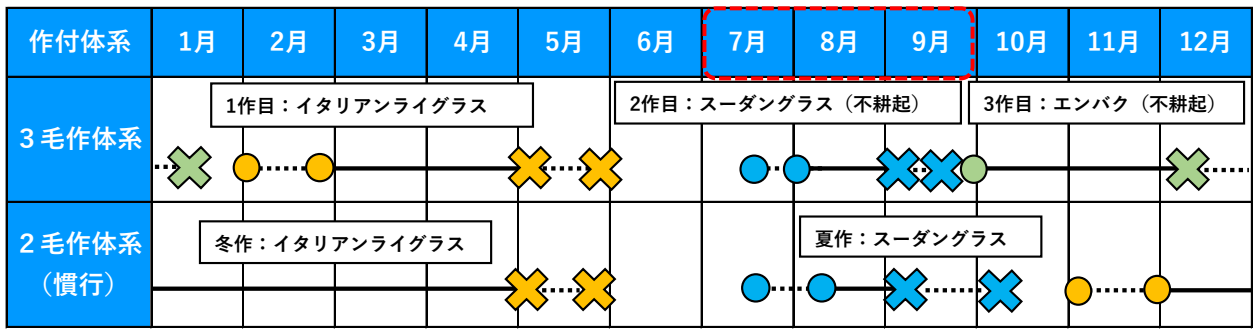 作付体系 1月 2月 3月 4月 5月 6月 7月 8月 9月 10月 11月 12月
3毛作体系
1作目：イタリアンライグラス
2作目：スーダングラス（不耕起）
3作目：エンバク（不耕起）
2毛作体系
（慣行）
冬作：イタリアンライグラス
夏作：スーダングラス